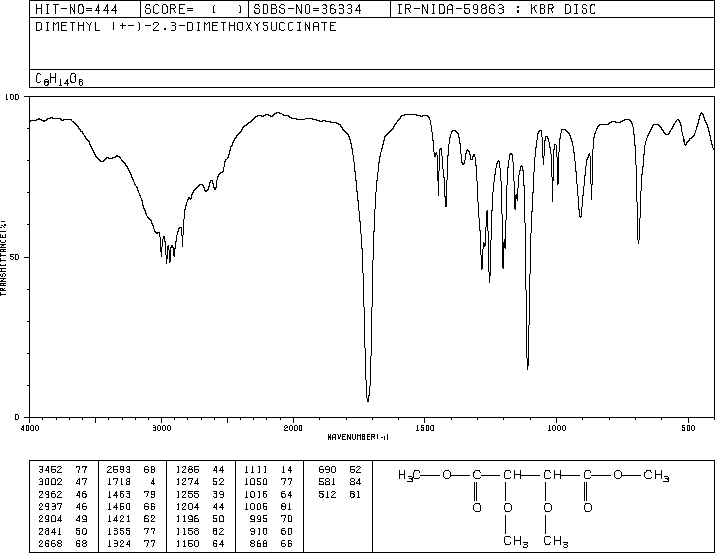 HIT-NO=444 SCORE= ( ) SDBS-NO=36334 IR-NIDA-59863 : KBR DISC
DIMETHYL (+-)-2.3-DIMETHOXYSUCCINATE
C8H14O6
100
TRANSMITTANCE(%)
50
0
4000 3000 2000 1500 1000 500
WAVENUMBER(-1)
3462 77 2593 68 1286 44 1111 14 690 52
3002 47 1718 4 1274 52 1050 77 581 84
2962 46 1463 79 1255 39 1016 64 512 81
2937 46 1450 66 1204 44 1006 81
2904 49 1421 62 1196 50 995 70
2841 50 1355 77 1158 62 910 60
2668 68 1324 77 1150 64 868 66
H3C O C CH CH C O CH3
O O O O
CH3 CH3